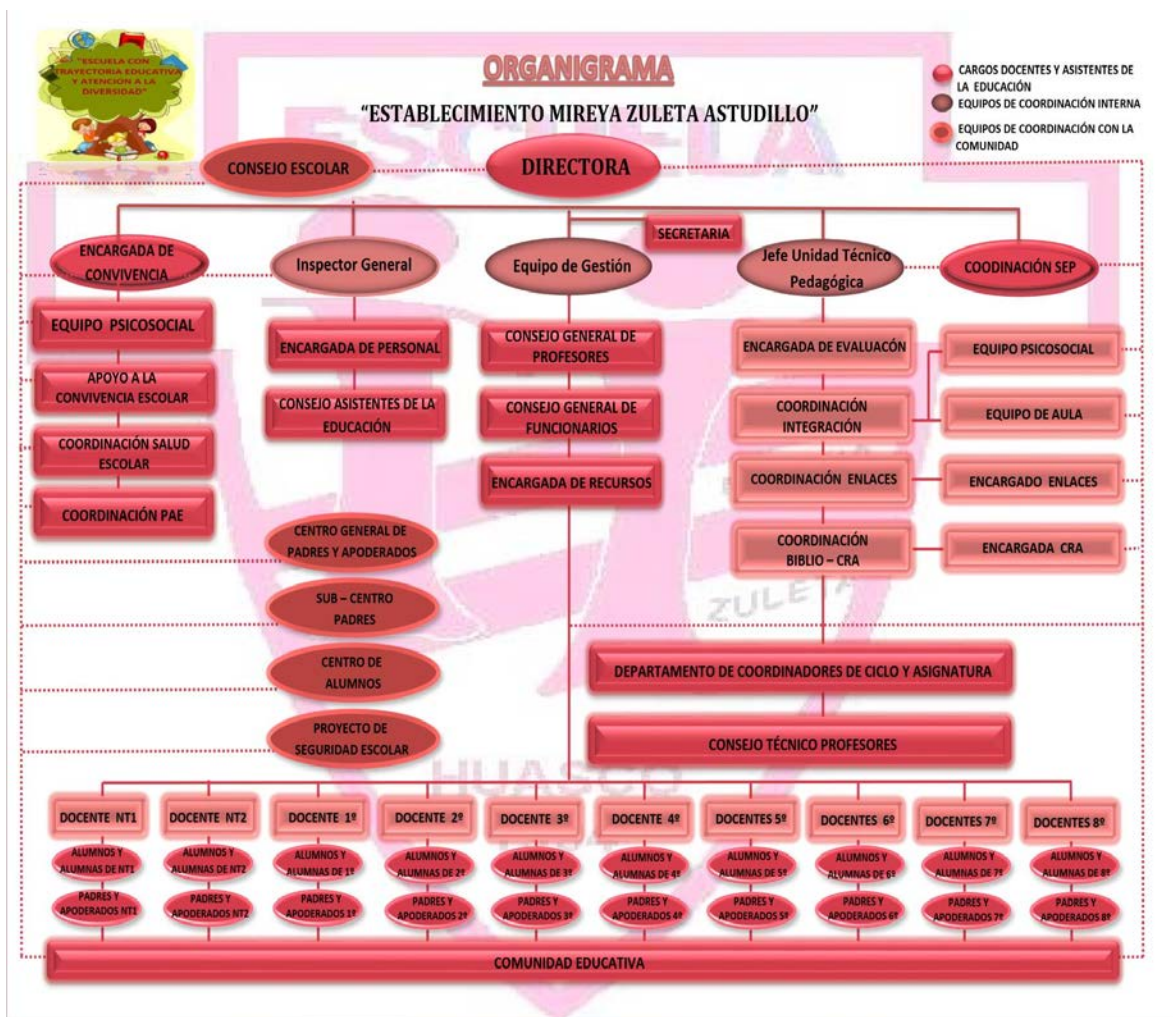 "ESCUELA CON
TRAYECTORIA EDUCATIVA
Y ATENCION A LA
DIVERSIDAD"
ORGANIGRAMA
"ESTABLECIMIENTO MIREYA ZULETA ASTUDILLO"
CARGOS DOCENTES Y ASISTENTES DE
LA EDUCACIÓN
EQUIPOS DE COORDINACIÓN INTERNA
EQUIPOS DE COORDINACIÓN CON LA
COMUNIDAD
ESCUELA
CONSEJO ESCOLAR
DIRECTORA
SECRETARIA
ENCARGADA DE
CONVIVENCIA
Inspector General
Equipo de Gestión
Jefe Unidad Técnico
Pedagógica
COODINACIÓN SEP
EQUIPO PSICOSOCIAL
APOYO A LA
CONVIVENCIA ESCOLAR
COORDINACIÓN SALUD
ESCOLAR
COORDINACIÓN PAE
ENCARGADA DE PERSONAL
CONSEJO ASISTENTES DE LA
EDUCACIÓN
CONSEJO GENERAL DE
PROFESORES
CONSEJO GENERAL DE
FUNCIONARIOS
ENCARGADA DE RECURSOS
ENCARGADA DE EVALUACÓN
COORDINACIÓN
INTEGRACIÓN
COORDINACIÓN ENLACES
COORDINACIÓN
BIBLIO – CRA
EQUIPO PSICOSOCIAL
EQUIPO DE AULA
ENCARGADO ENLACES
ENCARGADA CRA
CENTRO GENERAL DE
PADRES Y APODERADOS
SUB – CENTRO
PADRES
CENTRO DE
ALUMNOS
PROYECTO DE
SEGURIDAD ESCOLAR
ZULETA
DEPARTAMENTO DE COORDINADORES DE CICLO Y ASIGNATURA
CONSEJO TÉCNICO PROFESORES
HUASCO
DOCENTE NT1
DOCENTE NT2
DOCENTE 1º
DOCENTE 2º
DOCENTE 3º
DOCENTE 4º
DOCENTES 5º
DOCENTES 6º
DOCENTES 7º
DOCENTES 8º
ALUMNOS Y
ALUMNAS DE NT1
ALUMNOS Y
ALUMNAS DE NT2
ALUMNOS Y
ALUMNAS DE 1º
ALUMNOS Y
ALUMNAS DE 2º
ALUMNOS Y
ALUMNAS DE 3º
ALUMNOS Y
ALUMNAS DE 4º
ALUMNOS Y
ALUMNAS DE 5º
ALUMNOS Y
ALUMNAS DE 6º
ALUMNOS Y
ALUMNAS DE 7º
ALUMNOS Y
ALUMNAS DE 8º
PADRES Y
APODERADOS NT1
PADRES Y
APODERADOS NT2
PADRES Y
APODERADOS 1º
PADRES Y
APODERADOS 2º
PADRES Y
APODERADOS 3º
PADRES Y
APODERADOS 4º
PADRES Y
APODERADOS 5º
PADRES Y
APODERADOS 6º
PADRES Y
APODERADOS 7º
PADRES Y
APODERADOS 8º
COMUNIDAD EDUCATIVA